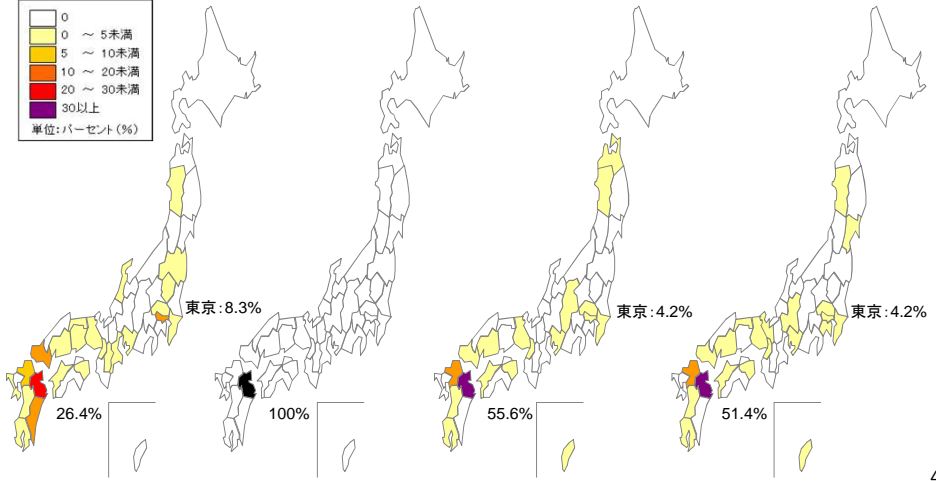 0
0 ～ 5未満
5 ～ 10未満
10 ～ 20未満
20 ～ 30未満
30以上
単位：パーセント(%)
東京：8.3%
26.4%
100%
東京：4.2%
55.6%
東京：4.2%
51.4%